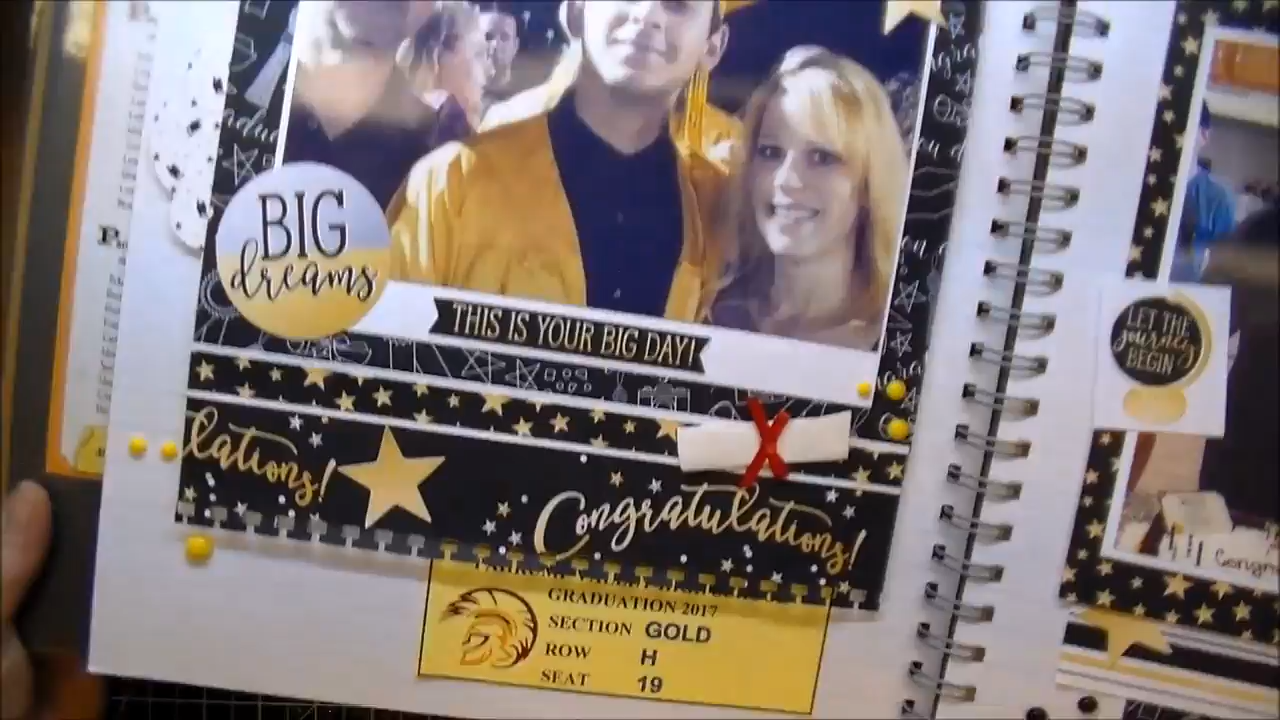 BIG
dreams
THIS IS YOUR BIG DAY!
lations!
Congratulations!
GRADUATION 2017
SECTION GOLD
ROW H
SEAT 19
LET THE
journey
BEGIN